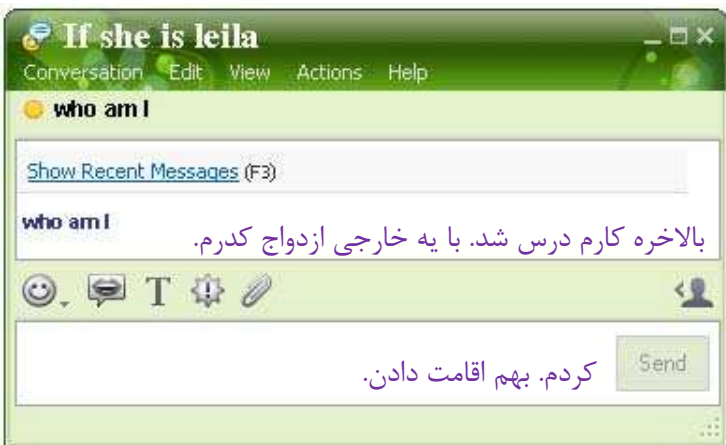 If she is leila
Conversation Edit View Actions Help
who am I
Show Recent Messages (F3)
who am I
بالاخره کارم درس شد. با یه خارجی ازدواج کدرم.
T
کردم. بهم اقامت دادن.
Send